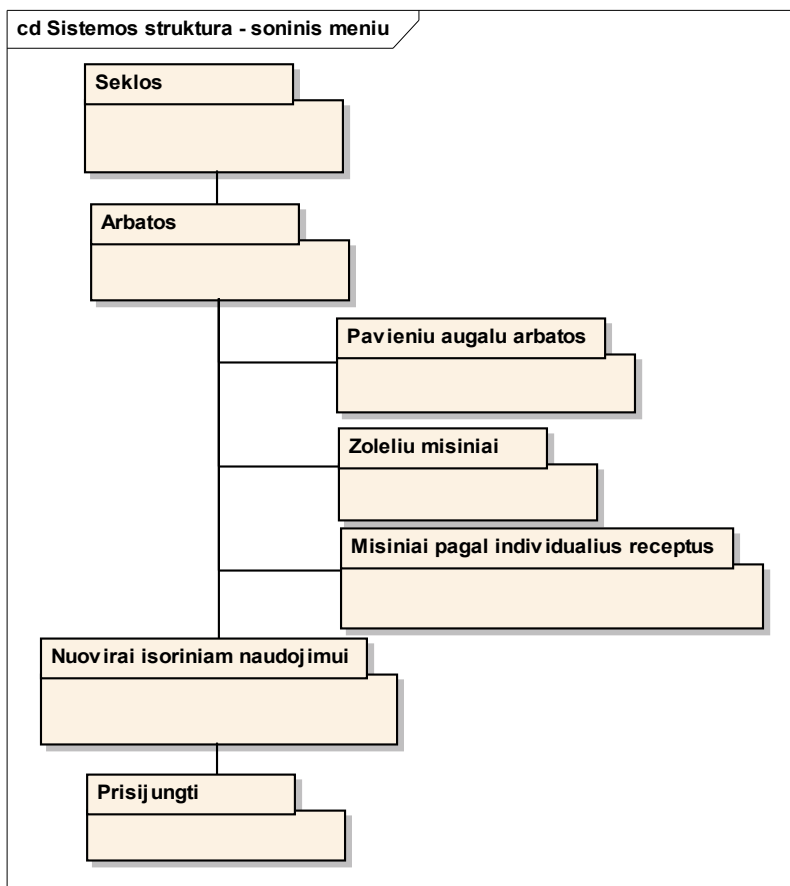 cd Sistemos struktura - soninis meniu
Seklos
Arbatos
Pavieniu augalu arbatos
Zoleliu misiniai
Misiniai pagal individualius receptus
Nuovirai isoriniam naudojimui
Prisijungti